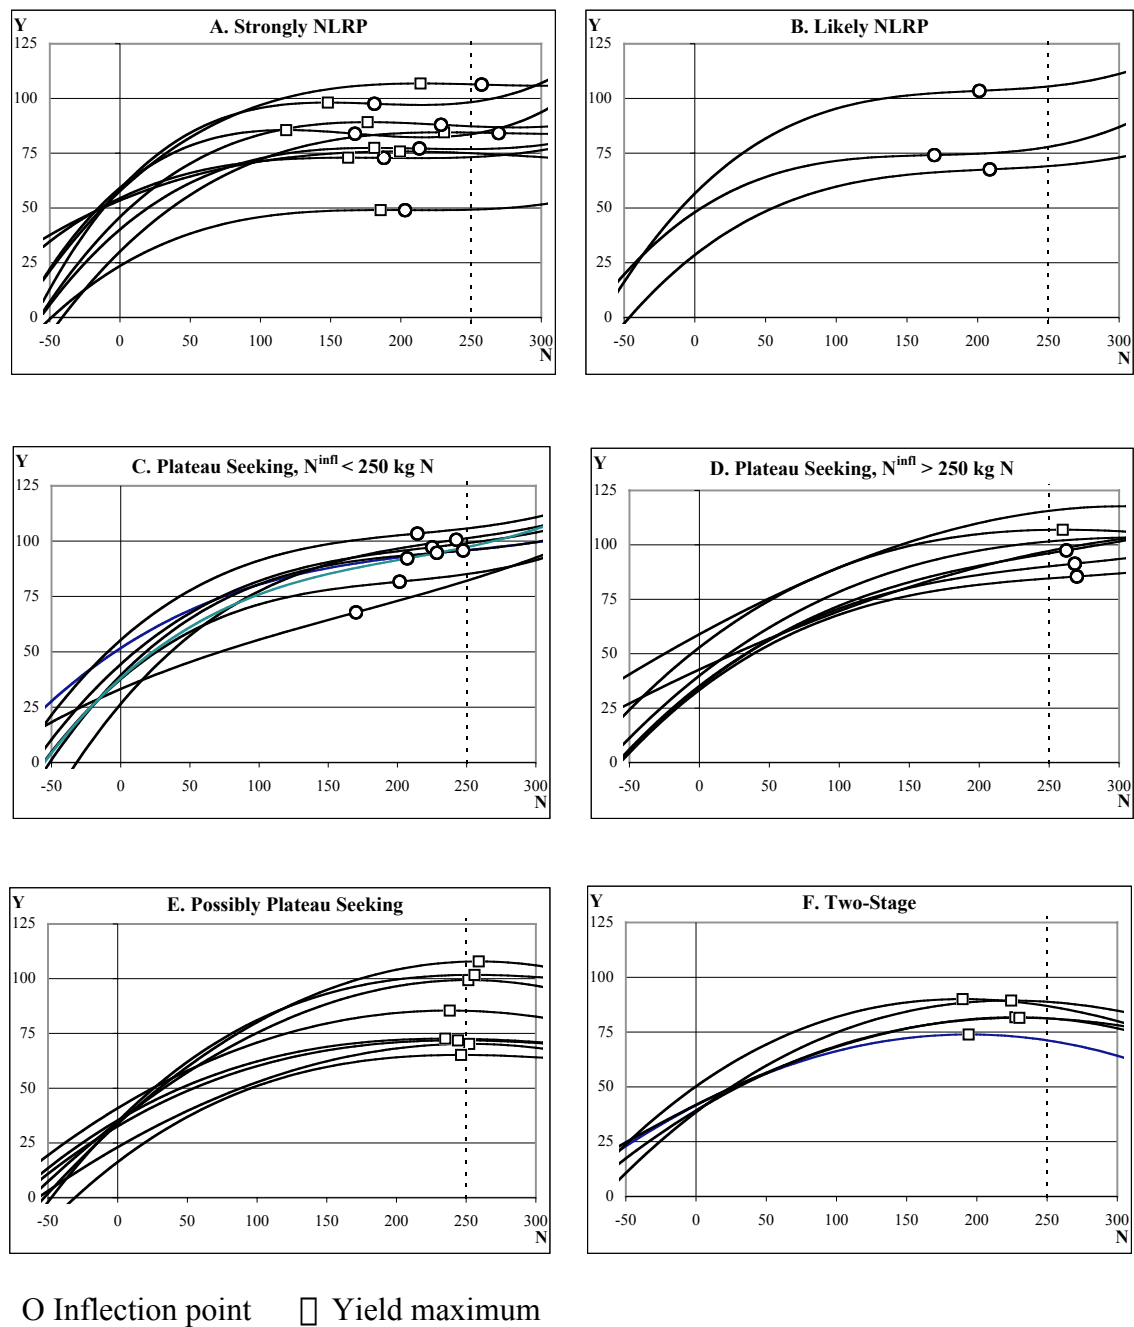 Y
A. Strongly NLRP
125
100
75
50
25
0
-50 0 50 100 150 200 250 300
N
B. Likely NLRP
Y
125
100
75
50
25
0
-50 0 50 100 150 200 250 300
N
Y
C. Plateau Seeking, N^infl < 250 kg N
125
100
75
50
25
0
-50 0 50 100 150 200 250 300
N
Y
D. Plateau Seeking, N^infl > 250 kg N
125
100
75
50
25
0
-50 0 50 100 150 200 250 300
N
Y
E. Possibly Plateau Seeking
125
100
75
50
25
0
-50 0 50 100 150 200 250 300
N
Y
F. Two-Stage
125
100
75
50
25
0
-50 0 50 100 150 200 250 300
N
O Inflection point ▯ Yield maximum